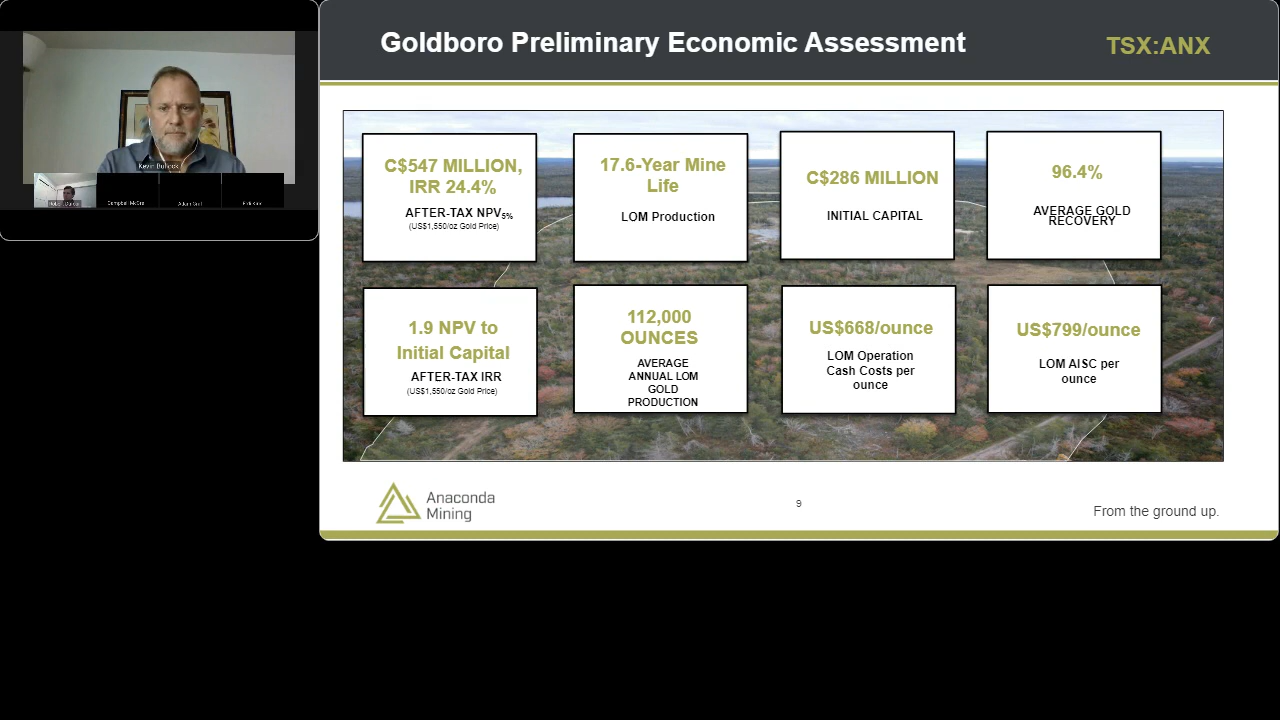 Goldboro Preliminary Economic Assessment
TSX:ANX
Kevin Bullock
C$547 MILLION,
IRR 24.4%
AFTER-TAX NPV5%
(US$1,550/oz Gold Price)
17.6-Year Mine
Life
LOM Production
C$286 MILLION
INITIAL CAPITAL
96.4%
AVERAGE GOLD
RECOVERY
1.9 NPV to
Initial Capital
AFTER-TAX IRR
(US$1,550/oz Gold Price)
112,000
OUNCES
AVERAGE
ANNUAL LOM
GOLD
PRODUCTION
US$668/ounce
LOM Operation
Cash Costs per
ounce
US$799/ounce
LOM AISC per
ounce
Anaconda
Mining
9
From the ground up.